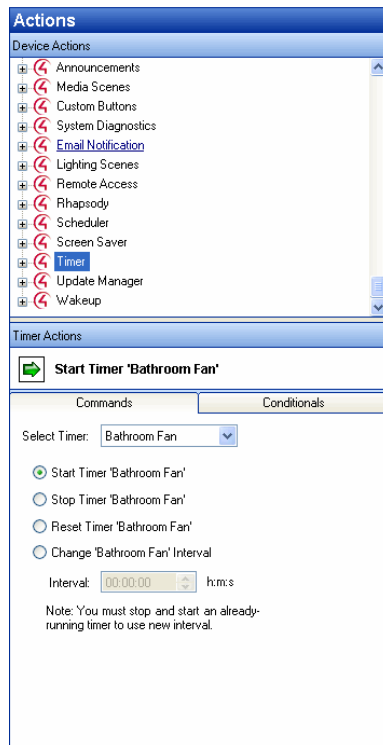 Actions
Device Actions
Announcements
Media Scenes
Custom Buttons
System Diagnostics
Email Notification
Lighting Scenes
Remote Access
Rhapsody
Scheduler
Screen Saver
Timer
Update Manager
Wakeup
Timer Actions
Start Timer 'Bathroom Fan'
Commands Conditionals
Select Timer: Bathroom Fan
Start Timer 'Bathroom Fan'
Stop Timer 'Bathroom Fan'
Reset Timer 'Bathroom Fan'
Change 'Bathroom Fan' Interval
Interval: 00:00:00 h:m:s
Note: You must stop and start an already-
running timer to use new interval.